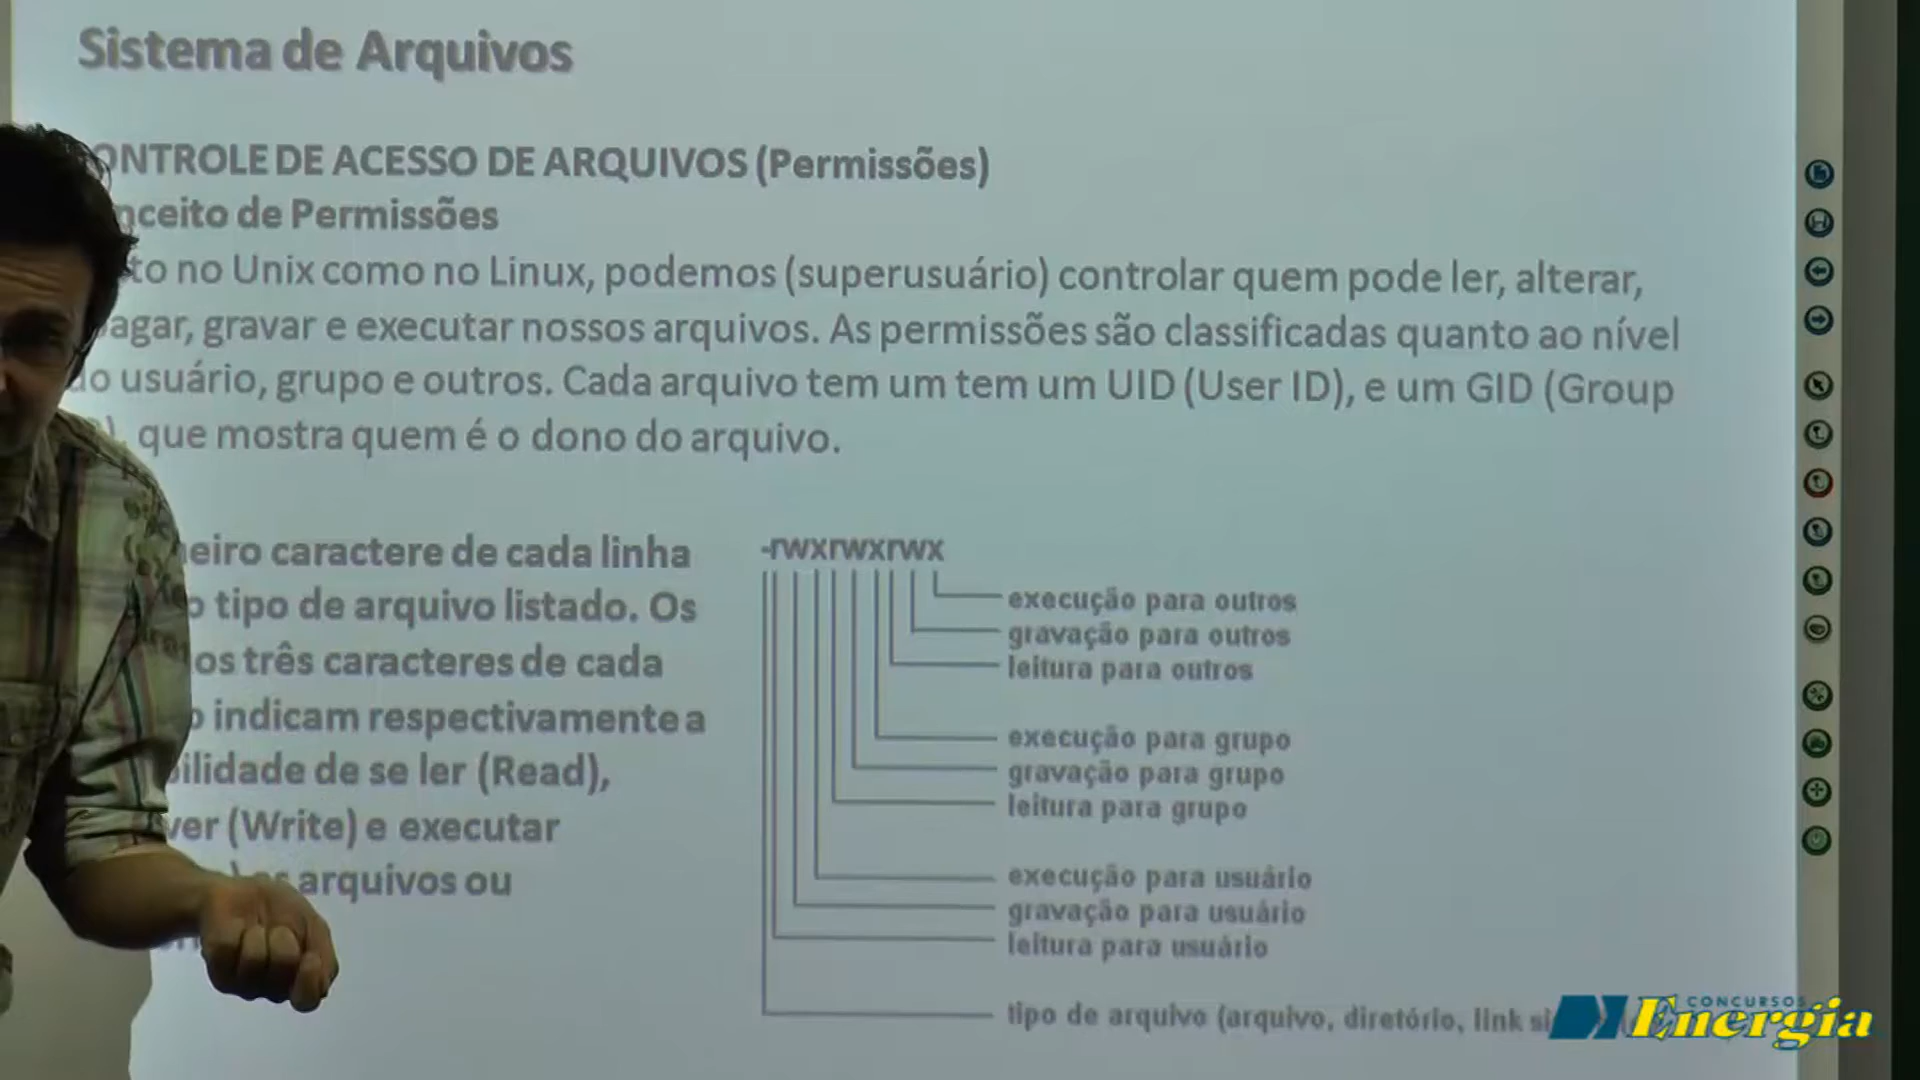 Sistema de Arquivos
ONTROLE DE ACESSO DE ARQUIVOS (Permissões)
nceito de Permissões
to no Unix como no Linux, podemos (superusuário) controlar quem pode ler, alterar,
agar, gravar e executar nossos arquivos. As permissões são classificadas quanto ao nível
do usuário, grupo e outros. Cada arquivo tem um tem um UID (User ID), e um GID (Group
), que mostra quem é o dono do arquivo.
eiro caractere de cada linha
o tipo de arquivo listado. Os
os três caracteres de cada
o indicam respectivamente a
ilidade de se ler (Read),
ver (Write) e executar
arquivos ou
-rwxrwxrwx
execução para outros
gravação para outros
leitura para outros
execução para grupo
gravação para grupo
leitura para grupo
execução para usuário
gravação para usuário
leitura para usuário
tipo de arquivo (arquivo, diretório, link si
CONCURSOS
Energia